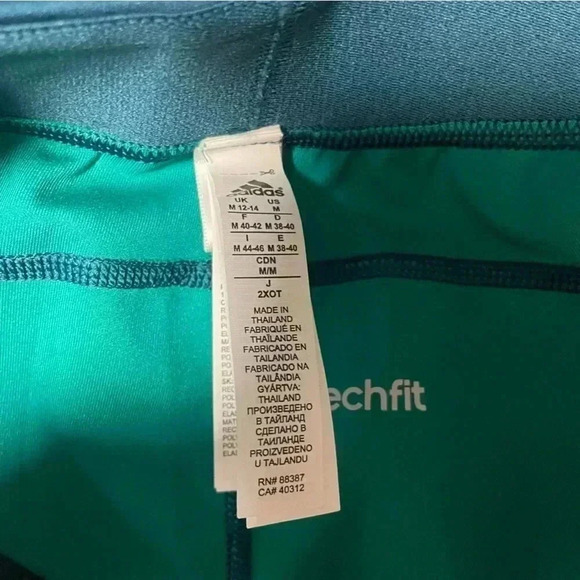 adidas
UK US
M 12-14 M
F D
M 40-42 M 38-40
I E
M 44-46 M 38-40
CDN
M/M
J
2XOT
MADE IN
THAILAND
FABRIQUÉ EN
THAÏLANDE
FABRICADO EN
TAILANDIA
FABRICADO NA
TAILÂNDIA
GYÁRTVA:
THAILAND
ПРОИЗВЕДЕНО
В ТАЙЛАНД
СДЕЛАНО В
ТАИЛАНДЕ
PROIZVEDENO
U TAJLANDU
RN# 88387
CA# 40312
echfit